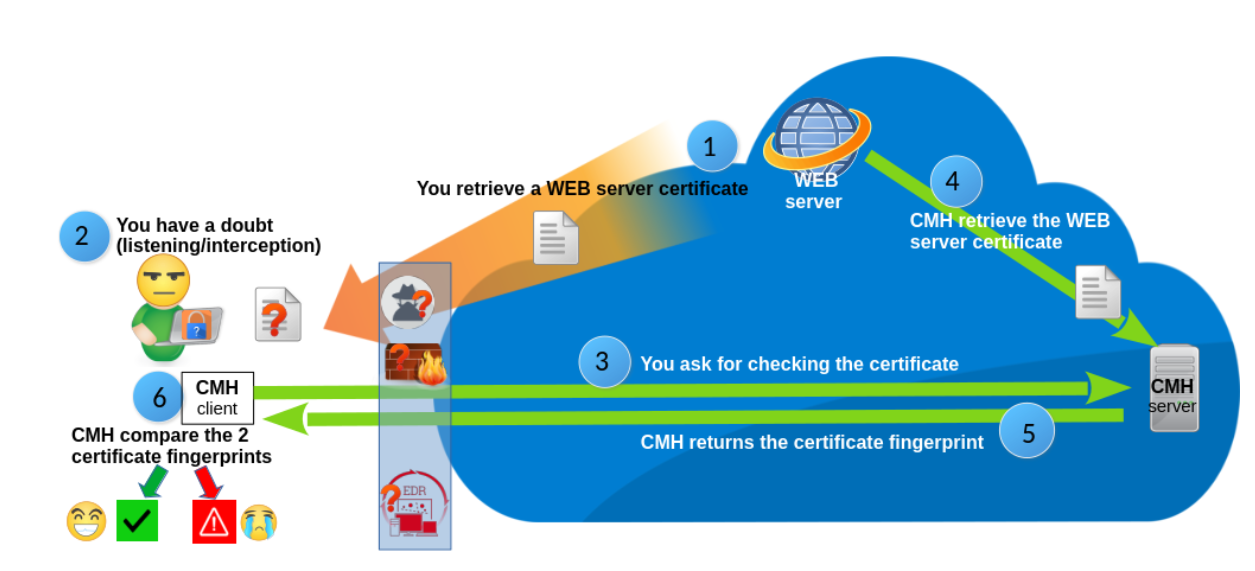 1
You retrieve a WEB server certificate
WEB
server
4
CMH retrieve the WEB
server certificate
2
You have a doubt
(listening/interception)
?
?
?
?
3
You ask for checking the certificate
6
CMH
client
CMH
server
CMH compare the 2
certificate fingerprints
CMH returns the certificate fingerprint
5
?
EDR
!